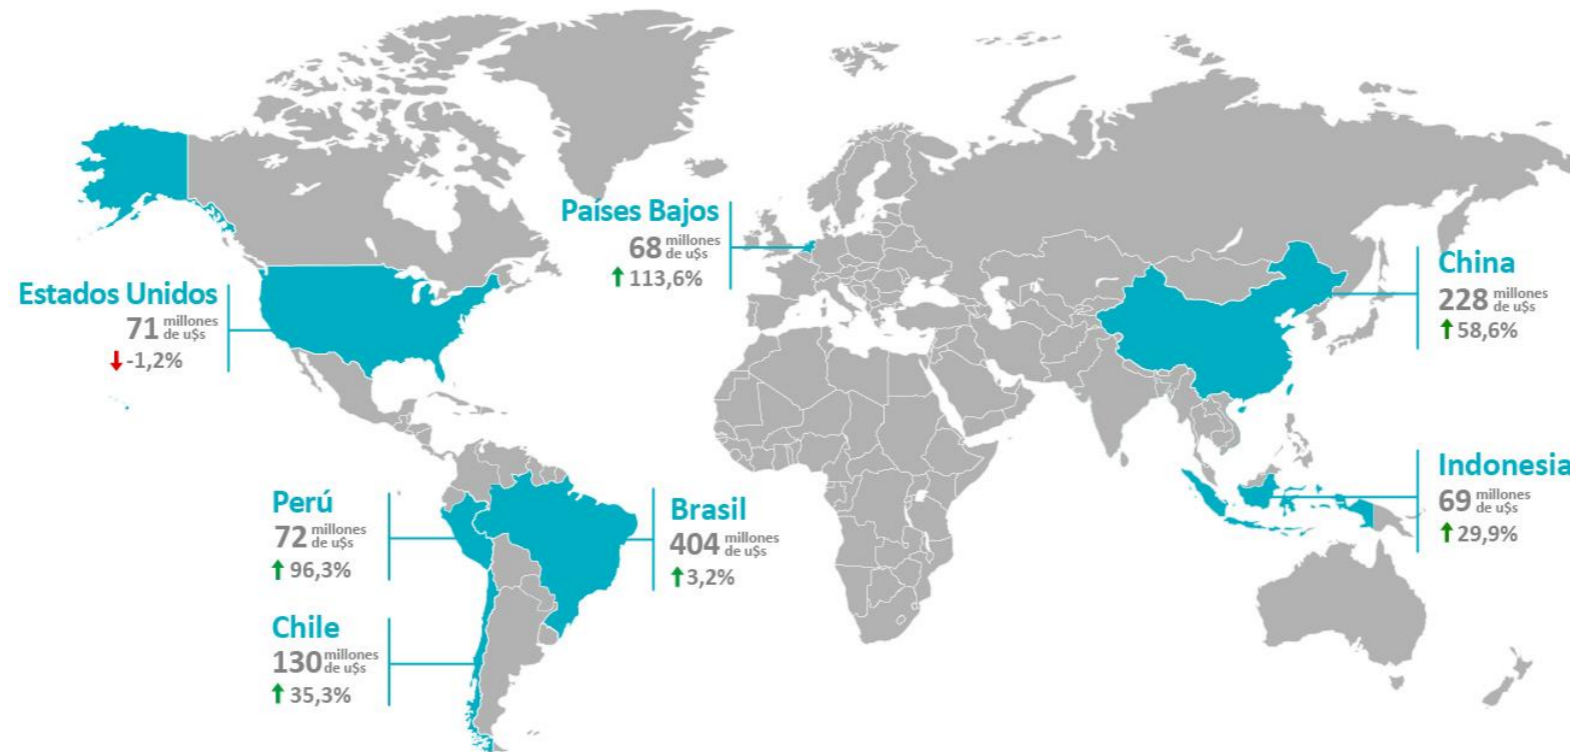 Países Bajos
68 millones de u$s
113,6%
China
228 millones de u$s
58,6%
Estados Unidos
71 millones de u$s
-1,2%
Perú
72 millones de u$s
96,3%
Brasil
404 millones de u$s
3,2%
Indonesia
69 millones de u$s
29,9%
Chile
130 millones de u$s
35,3%